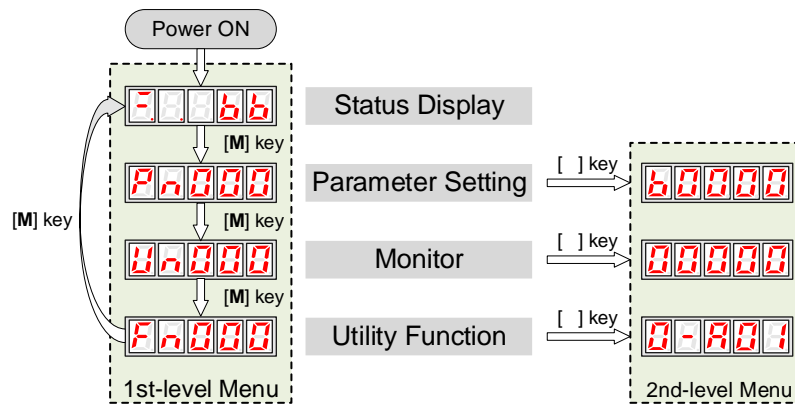 Power ON
bb
Status Display
[M] key
Pn000
Parameter Setting
[ ] key
b0000
[M] key
[M] key
Un000
Monitor
[ ] key
00000
[M] key
Fn000
Utility Function
[ ] key
0-A01
1st-level Menu
2nd-level Menu